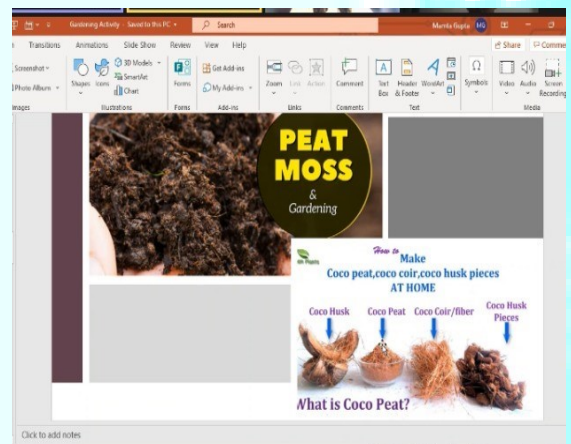 Gardening Activity - Saved to this PC
Search
Mamta Gupta MG
Transitions Animations Slide Show Review View Help
Share Comme
Screenshot
Photo Album
Shapes Icons
3D Models
SmartArt
Chart
Forms
Get Add-ins
My Add-ins
Zoom Link Action
Comment
Text Box
Header & Footer
WordArt
Symbols
Video Audio Screen Recording
Images Illustrations Forms Add-ins Links Comments Text Media
PEAT
MOSS
&
Gardening
How to Make
Coco peat,coco coir,coco husk pieces
AT HOME
Coco Husk Coco Peat Coco Coir/fiber Coco Husk Pieces
What is Coco Peat?
Click to add notes